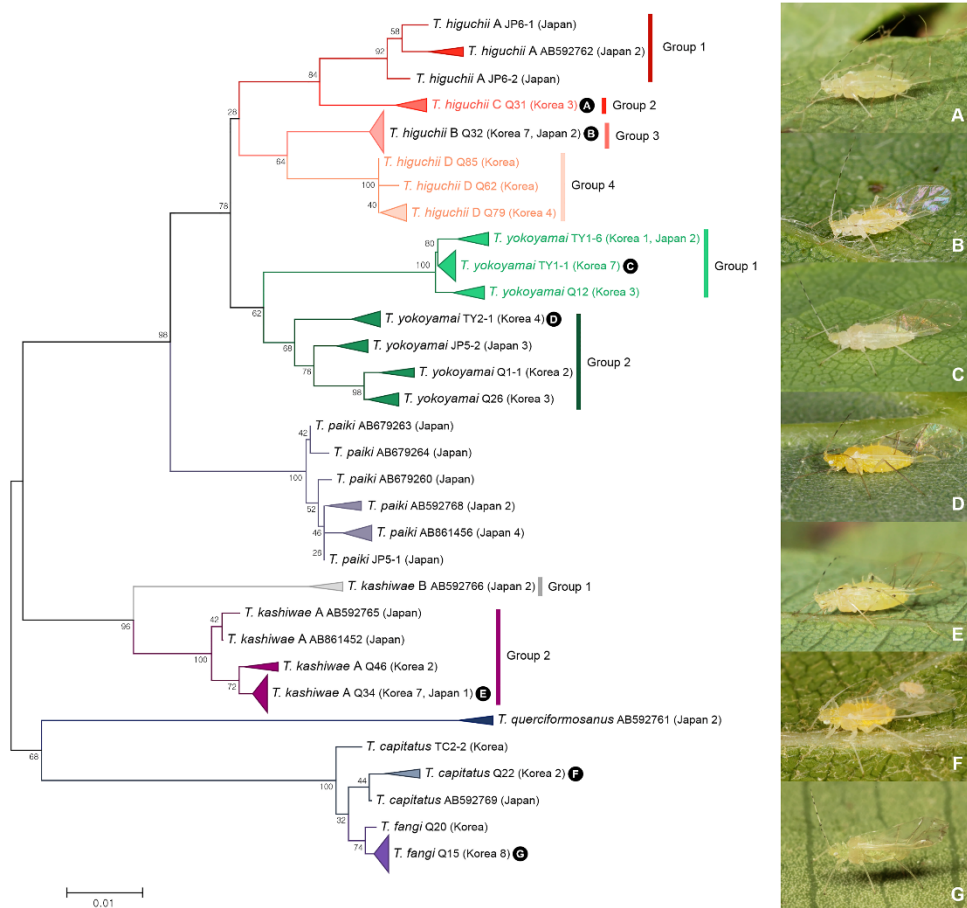 T. higuchii A JP6-1 (Japan)
58
T. higuchii A AB592762 (Japan 2)
Group 1
92
T. higuchii A JP6-2 (Japan)
84
T. higuchii C Q31 (Korea 3) A
Group 2
28
T. higuchii B Q32 (Korea 7, Japan 2) B
Group 3
64
T. higuchii D Q85 (Korea)
100
T. higuchii D Q62 (Korea)
Group 4
40
T. higuchii D Q79 (Korea 4)
78
80
T. yokoyamai TY1-6 (Korea 1, Japan 2)
100
T. yokoyamai TY1-1 (Korea 7) C
Group 1
T. yokoyamai Q12 (Korea 3)
62
T. yokoyamai TY2-1 (Korea 4) D
68
T. yokoyamai JP5-2 (Japan 3)
78
T. yokoyamai Q1-1 (Korea 2)
Group 2
98
T. yokoyamai Q26 (Korea 3)
98
42
T. paiki AB679263 (Japan)
T. paiki AB679264 (Japan)
100
T. paiki AB679260 (Japan)
52
T. paiki AB592768 (Japan 2)
46
T. paiki AB861456 (Japan 4)
26
T. paiki JP5-1 (Japan)
T. kashiwae B AB592766 (Japan 2)
Group 1
96
42
T. kashiwae A AB592765 (Japan)
T. kashiwae A AB861452 (Japan)
100
Group 2
T. kashiwae A Q46 (Korea 2)
72
T. kashiwae A Q34 (Korea 7, Japan 1) E
T. querciformosanus AB592761 (Japan 2)
68
T. capitatus TC2-2 (Korea)
100
T. capitatus Q22 (Korea 2) F
44
T. capitatus AB592769 (Japan)
32
T. fangi Q20 (Korea)
74
T. fangi Q15 (Korea 8) G
0.01
A
B
C
D
E
F
G